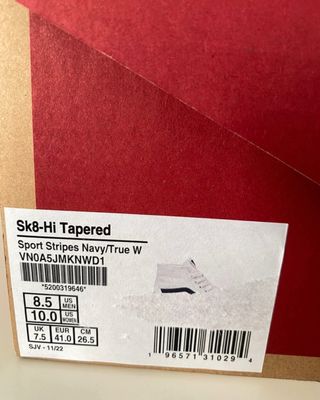 Sk8-Hi Tapered
Sport Stripes Navy/True W
VN0A5JMKNWD1
*5200319646*
8.5 US MEN
10.0 US WOMEN
UK EUR CM
7.5 41.0 26.5
SJV - 11/22
1 96571 31029 4